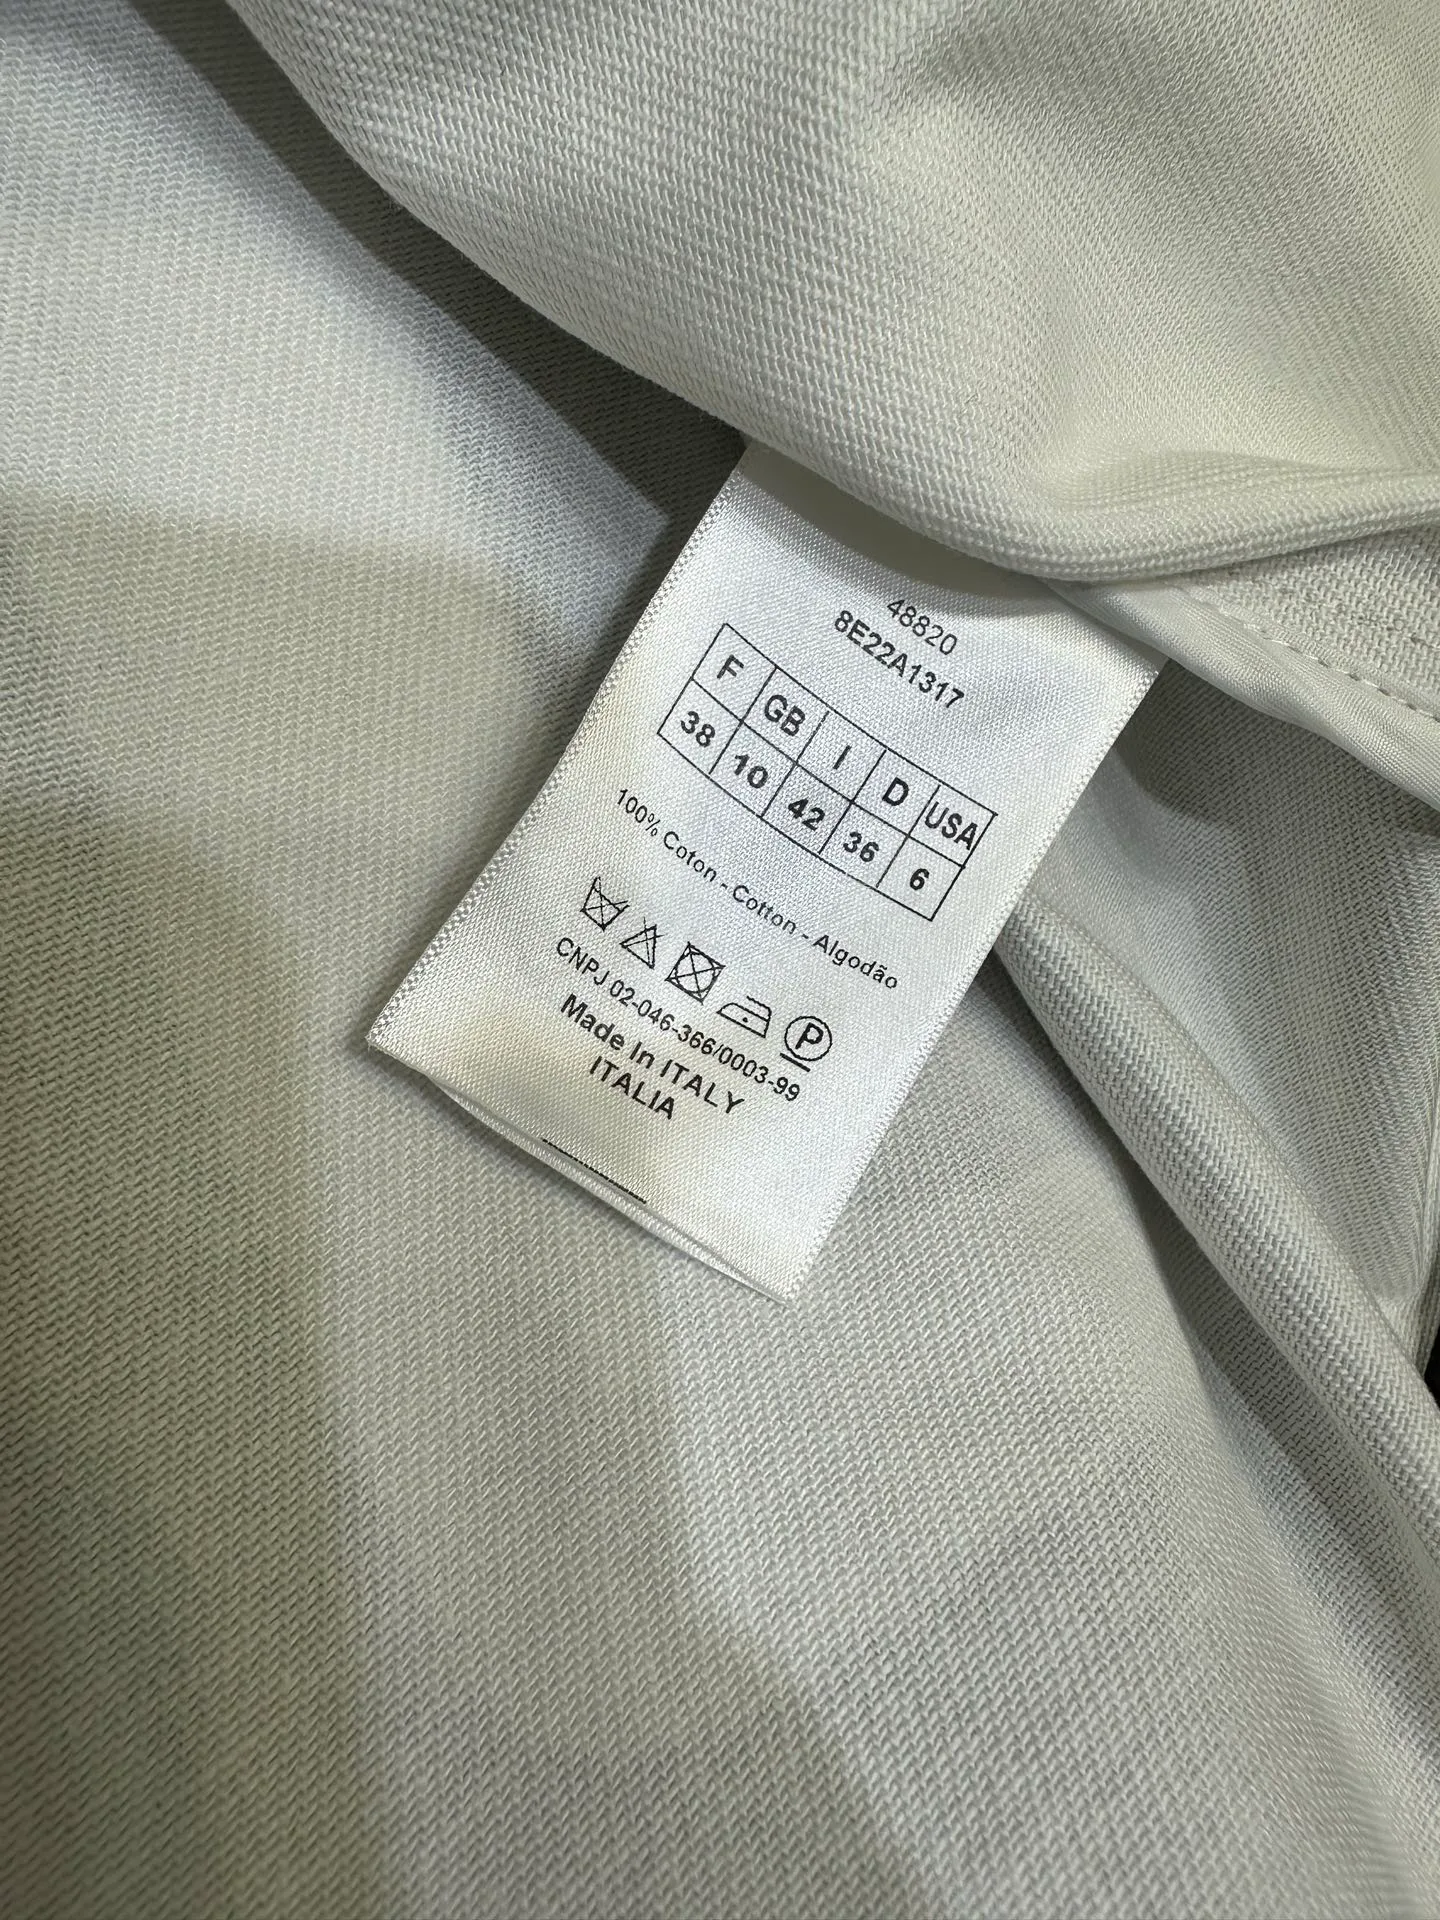 48820
8E22A1317
F GB I D USA
38 10 42 36 6
100% Coton - Cotton - Algodão
P
CNPJ 02-046-366/0003-99
Made In ITALY
ITALIA